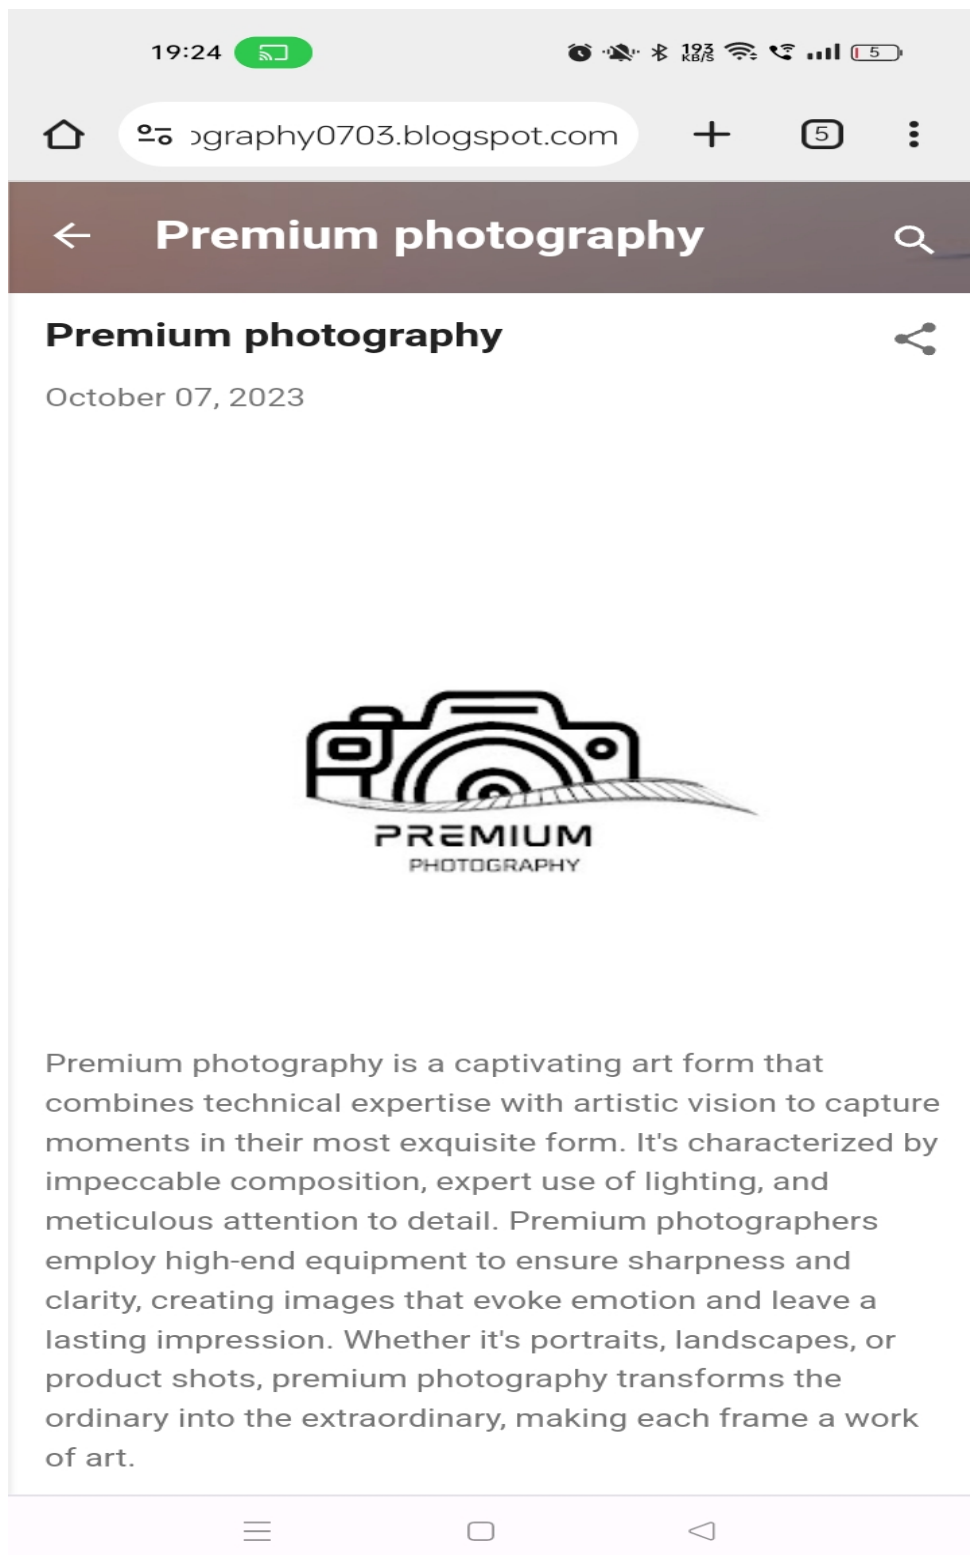 19:24
193
KB/S
5
ography0703.blogspot.com
5
Premium photography
Premium photography
October 07, 2023
PREMIUM
PHOTOGRAPHY
Premium photography is a captivating art form that
combines technical expertise with artistic vision to capture
moments in their most exquisite form. It's characterized by
impeccable composition, expert use of lighting, and
meticulous attention to detail. Premium photographers
employ high-end equipment to ensure sharpness and
clarity, creating images that evoke emotion and leave a
lasting impression. Whether it's portraits, landscapes, or
product shots, premium photography transforms the
ordinary into the extraordinary, making each frame a work
of art.